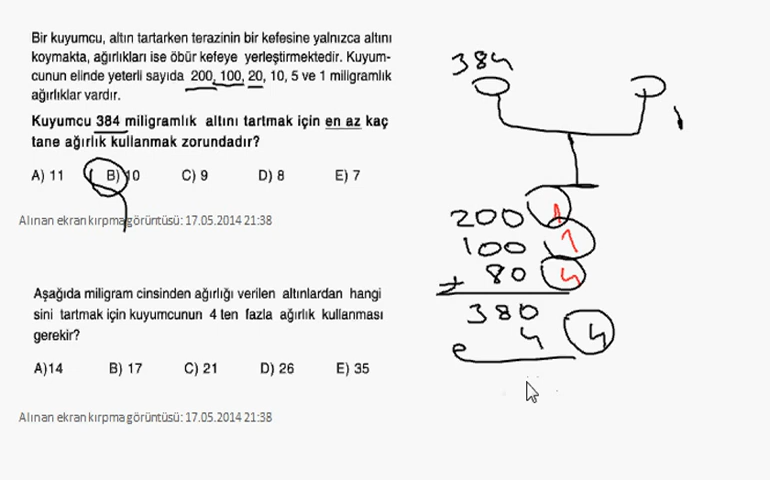 Bir kuyumcu, altın tartarken terazinin bir kefesine yalnızca altını
koymakta, ağırlıkları ise öbür kefeye yerleştirmektedir. Kuyum-
cunun elinde yeterli sayıda 200, 100, 20, 10, 5 ve 1 miligramlık
ağırlıklar vardır.
Kuyumcu 384 miligramlık altını tartmak için en az kaç
tane ağırlık kullanmak zorundadır?
A) 11 B) 10 C) 9 D) 8 E) 7
Alınan ekran kırpma görüntüsü: 17.05.2014 21:38
Aşağıda miligram cinsinden ağırlığı verilen altınlardan hangi
sini tartmak için kuyumcunun 4 ten fazla ağırlık kullanması
gerekir?
A)14 B) 17 C) 21 D) 26 E) 35
Alınan ekran kırpma görüntüsü: 17.05.2014 21:38
384
200 1
100 1
+ 80 4
380
4 4